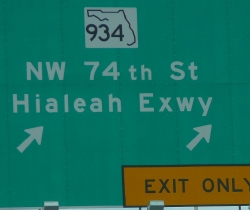 934
NW 74th St
Hialeah Exwy
EXIT ONLY